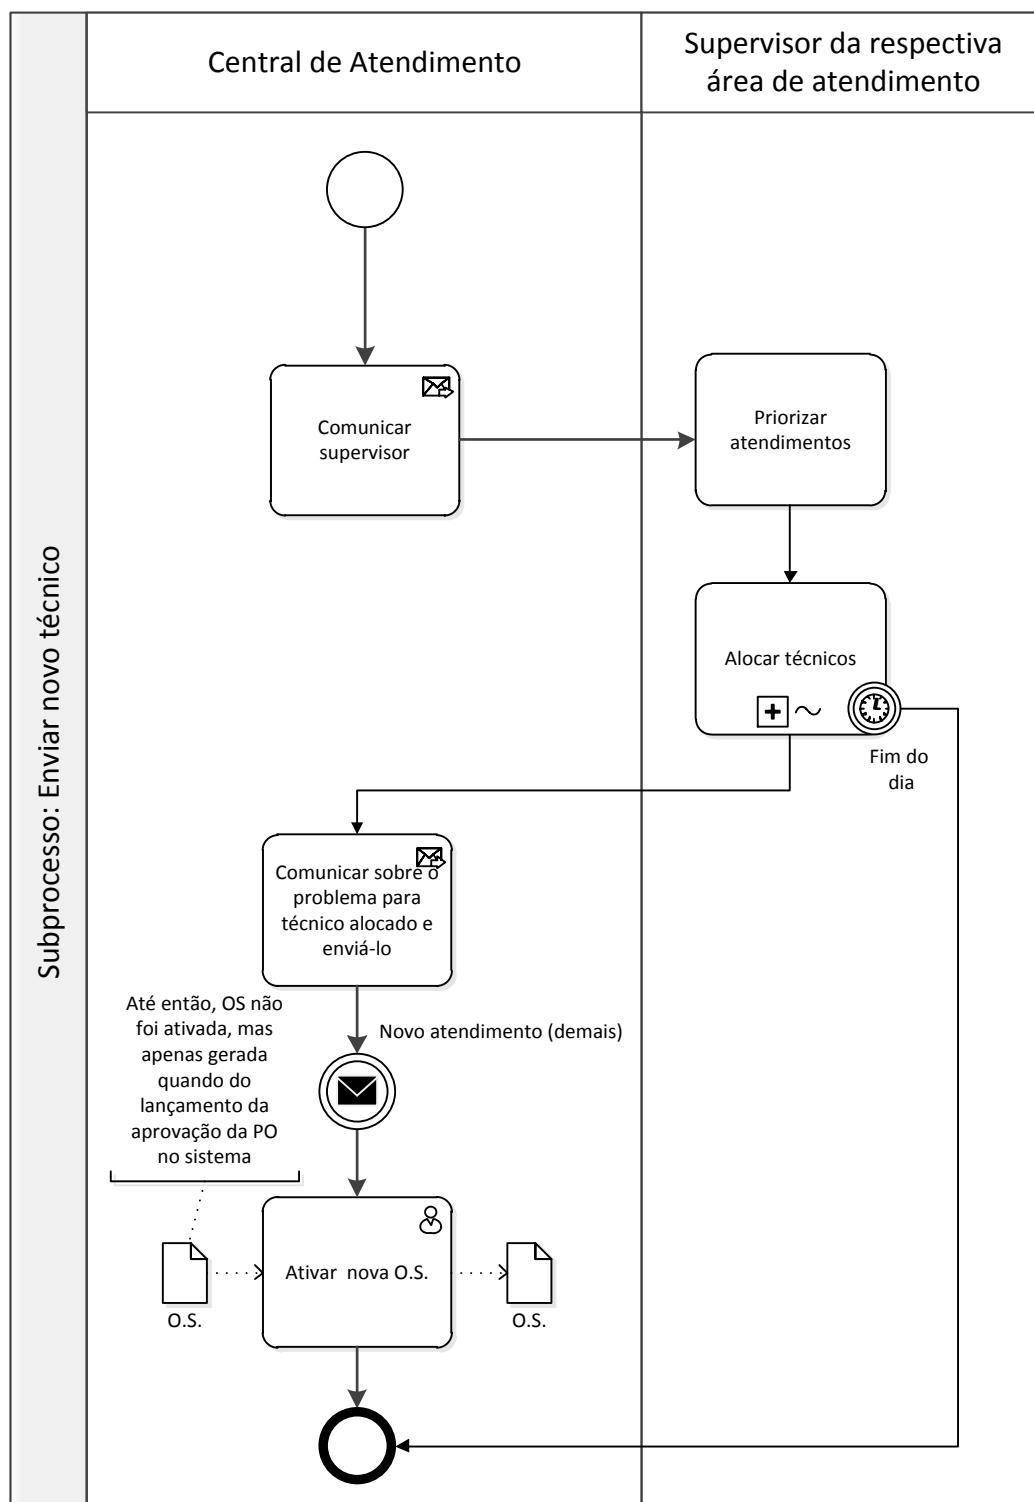 Subprocesso: Enviar novo técnico
Central de Atendimento
Supervisor da respectiva
área de atendimento
Comunicar
supervisor
Priorizar
atendimentos
Alocar técnicos
Fim do
dia
Comunicar sobre o
problema para
técnico alocado e
enviá-lo
Até então, OS não
foi ativada, mas
apenas gerada
quando do
lançamento da
aprovação da PO
no sistema
Novo atendimento (demais)
Ativar nova O.S.
O.S.
O.S.